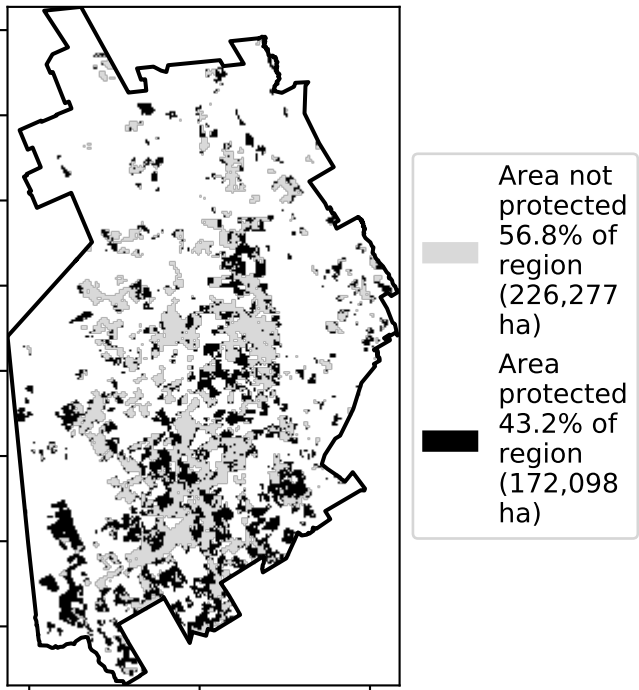 Area not
protected
56.8% of
region
(226,277
ha)
Area
protected
43.2% of
region
(172,098
ha)